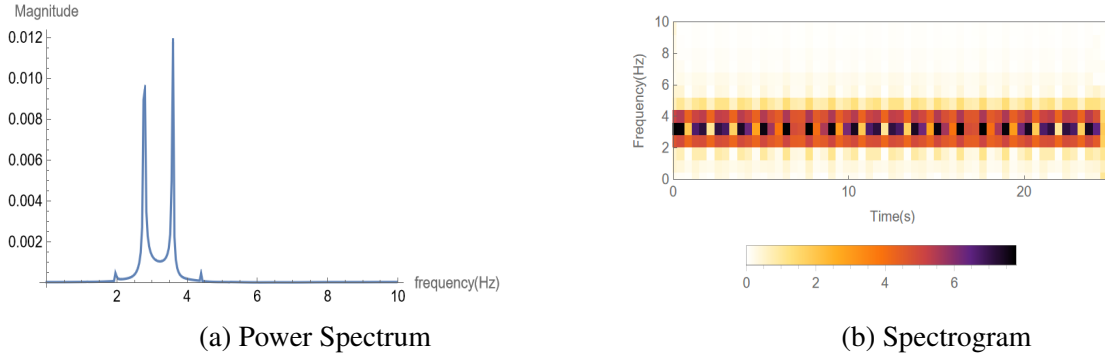 Magnitude
0.012
0.010
0.008
0.006
0.004
0.002
2 4 6 8 10
frequency(Hz)
(a) Power Spectrum
10
8
6
4
2
0
Frequency(Hz)
0 10 20
Time(s)
0 2 4 6
(b) Spectrogram